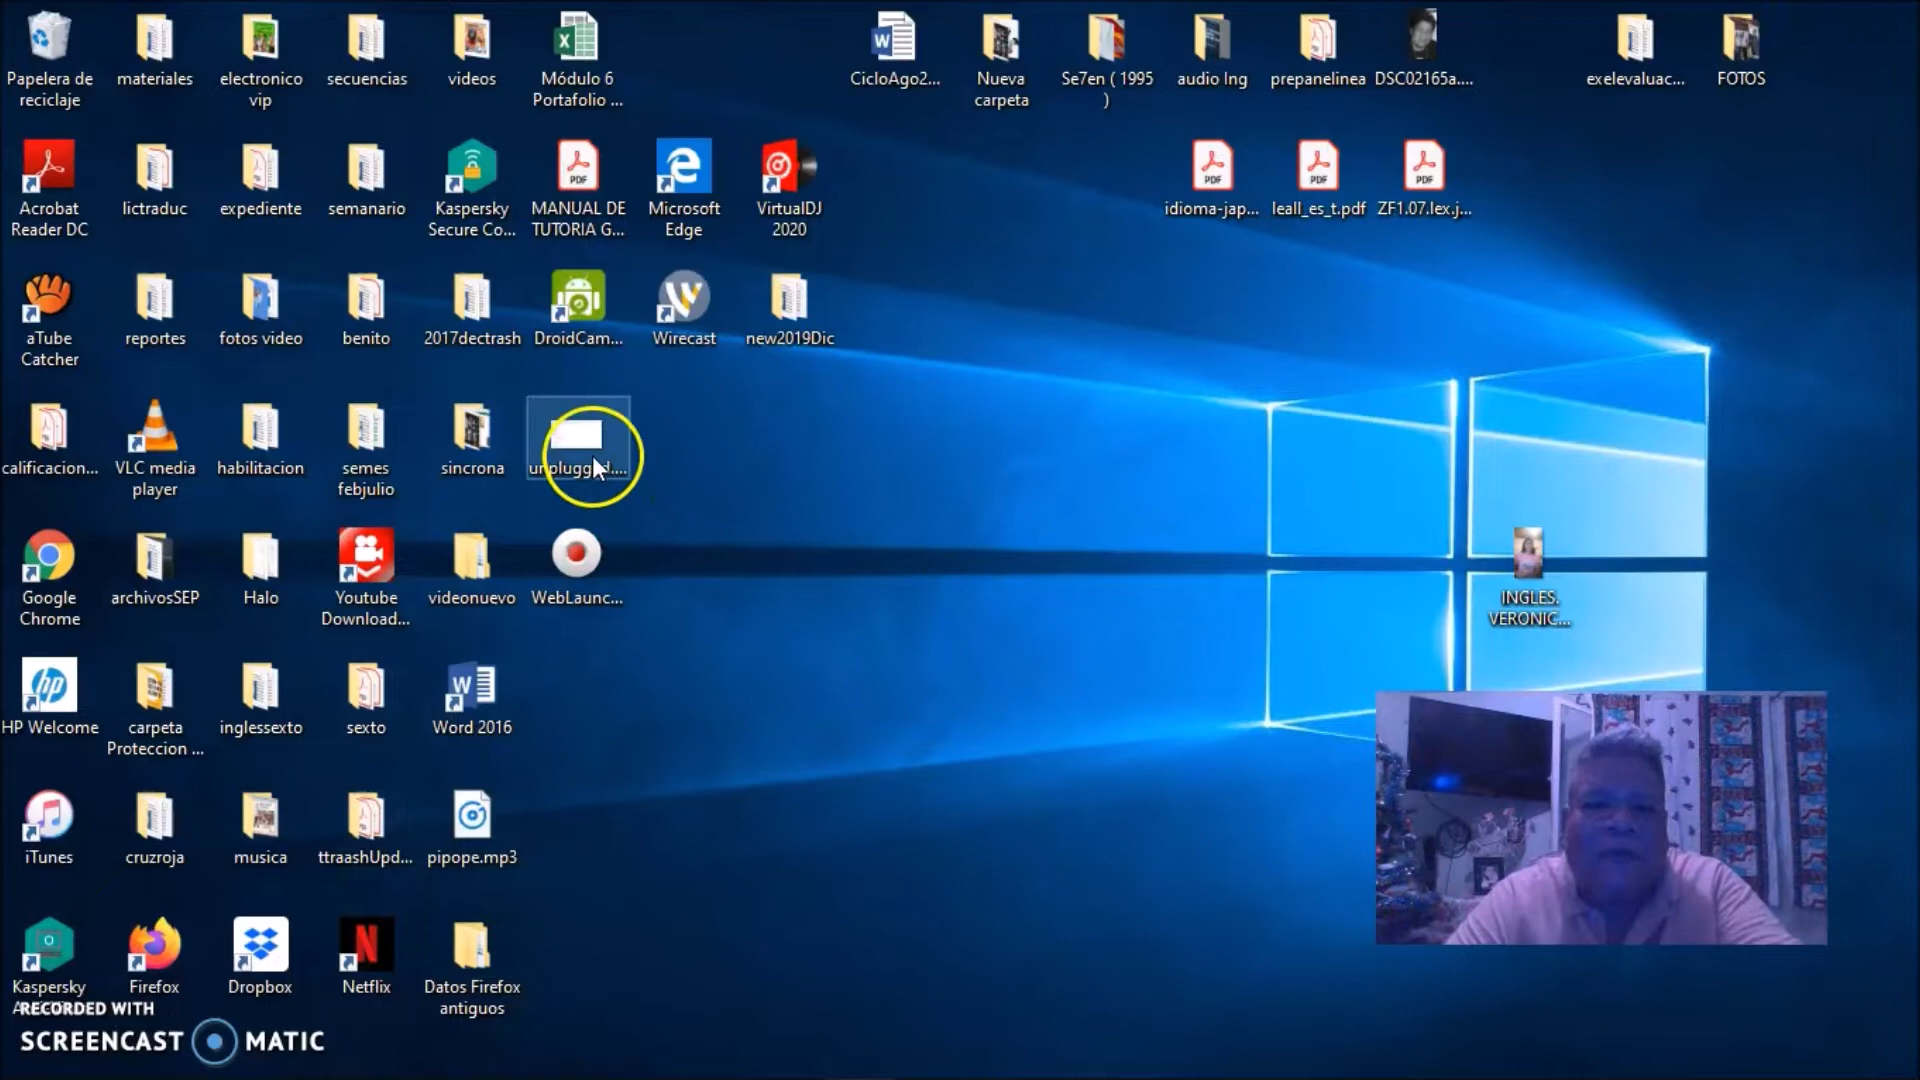 Papelera de
reciclaje
materiales
electronico
vip
secuencias
videos
Módulo 6
Portafolio ...
CicloAgo2...
Nueva
carpeta
Se7en ( 1995
)
audio Ing
prepanelinea
DSC02165a....
exelevaluac...
FOTOS
Acrobat
Reader DC
lictraduc
expediente
semanario
Kaspersky
Secure Co...
MANUAL DE
TUTORIA G...
Microsoft
Edge
VirtualDJ
2020
idioma-jap...
leall_es_t.pdf
ZF1.07.lex.j...
aTube
Catcher
reportes
fotos video
benito
2017dectrash
DroidCam...
Wirecast
new2019Dic
calificacion...
VLC media
player
habilitacion
semes
febjulio
sincrona
unplugged....
Google
Chrome
archivosSEP
Halo
Youtube
Download...
videonuevo
WebLaunc...
INGLES.
VERONIC...
HP Welcome
carpeta
Proteccion ...
inglessexto
sexto
Word 2016
iTunes
cruzroja
musica
ttraashUpd...
pipope.mp3
Kaspersky
Firefox
Dropbox
Netflix
Datos Firefox
antiguos
RECORDED WITH
SCREENCAST MATIC